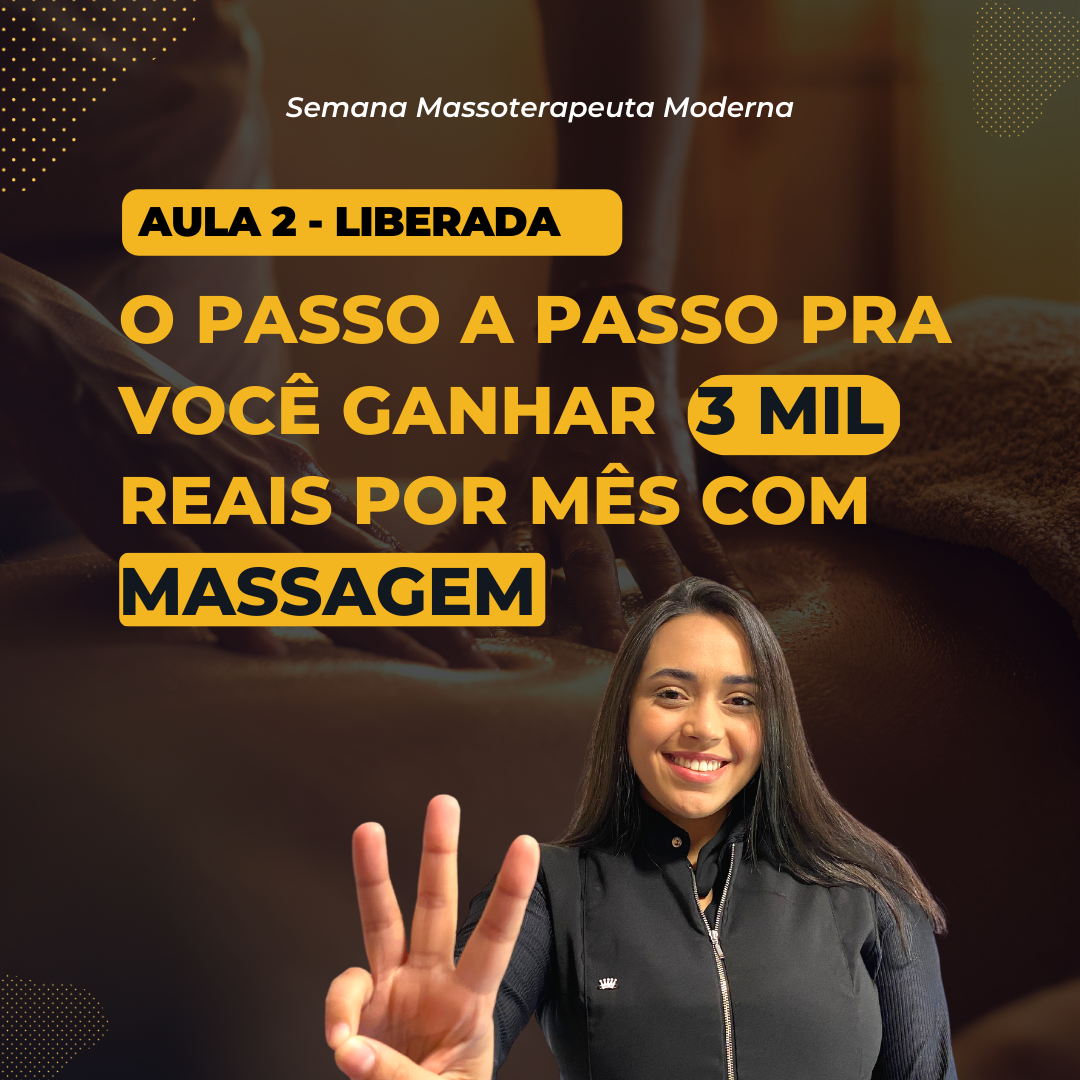 Semana Massoterapeuta Moderna
AULA 2 - LIBERADA
O PASSO A PASSO PRA
VOCÊ GANHAR 3 MIL
REAIS POR MÊS COM
MASSAGEM